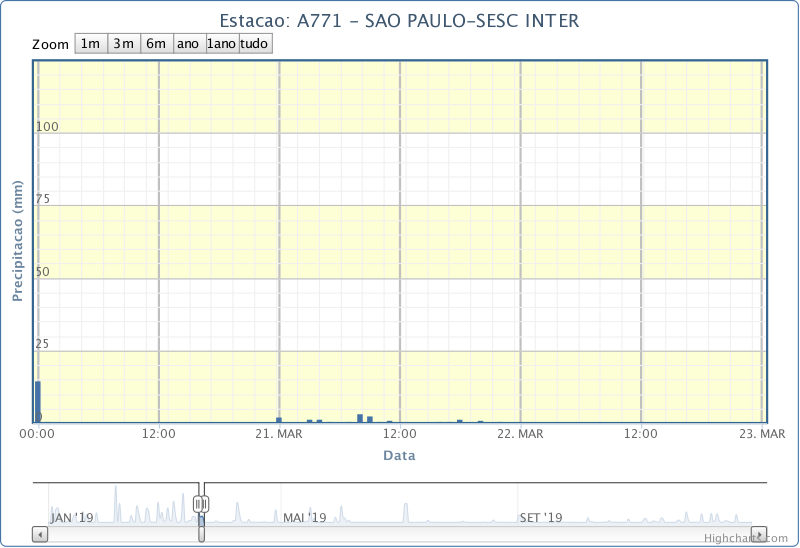 Estacao: A771 - SAO PAULO-SESC INTER
Zoom 1m 3m 6m ano 1ano tudo
100
75
50
25
0
Precipitacao (mm)
00:00 12:00 21. MAR 12:00 22. MAR 12:00 23. MAR
Data
JAN '19 MAI '19 SET '19
Highcharts.com